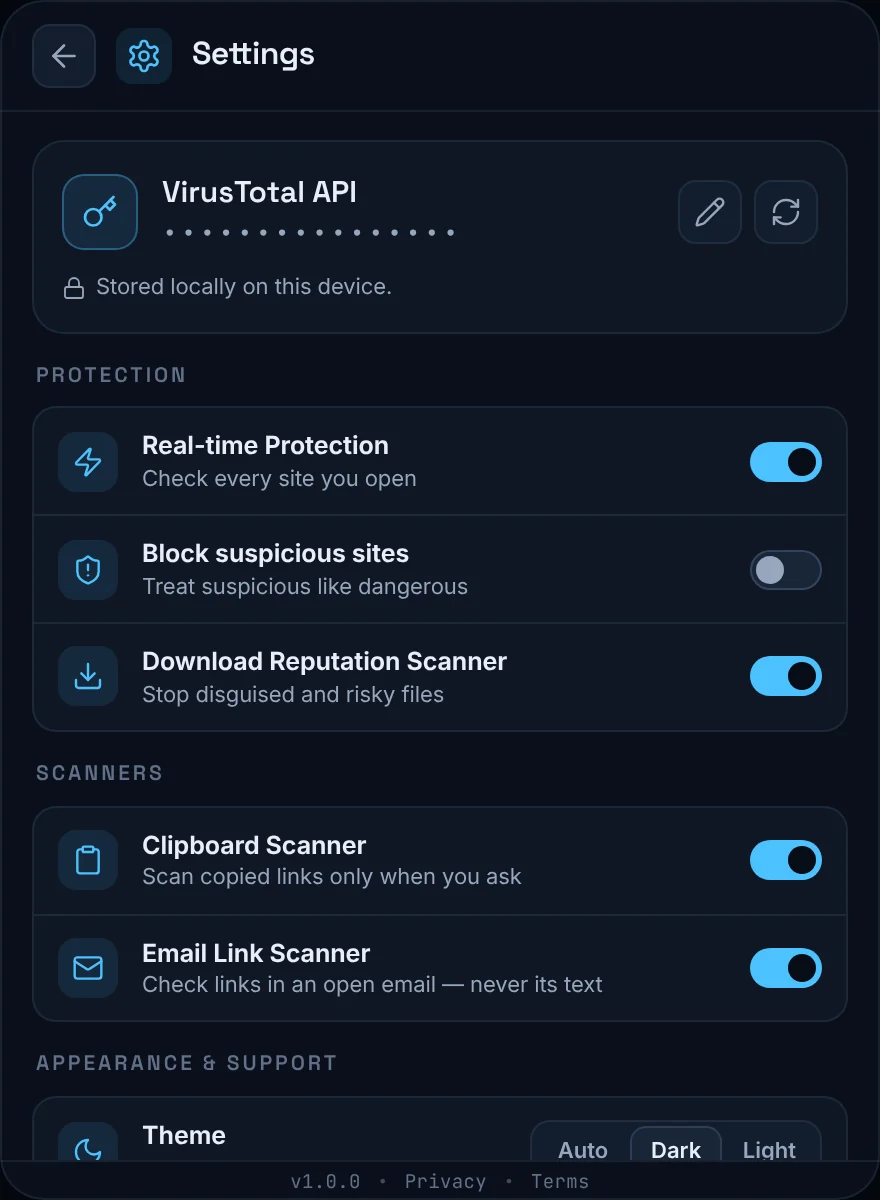 Settings
VirusTotal API
• • • • • • • • • • • • • • • •
Stored locally on this device.
PROTECTION
Real-time Protection
Check every site you open
Block suspicious sites
Treat suspicious like dangerous
Download Reputation Scanner
Stop disguised and risky files
SCANNERS
Clipboard Scanner
Scan copied links only when you ask
Email Link Scanner
Check links in an open email — never its text
APPEARANCE & SUPPORT
Theme
Auto Dark Light
v1.0.0 • Privacy • Terms